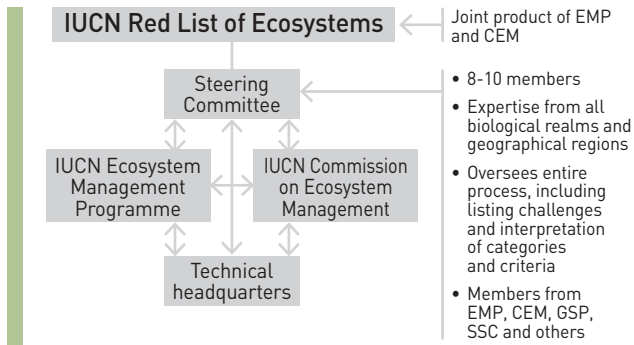 IUCN Red List of Ecosystems
Joint product of EMP
and CEM
Steering
Committee
• 8-10 members
• Expertise from all
biological realms and
geographical regions
• Oversees entire
process, including
listing challenges
and interpretation
of categories
and criteria
• Members from
EMP, CEM, GSP,
SSC and others
IUCN Ecosystem
Management
Programme
IUCN Commission
on Ecosystem
Management
Technical
headquarters